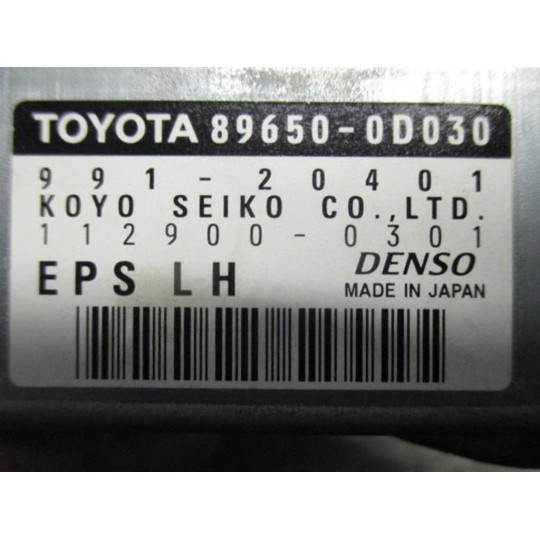 TOYOTA 89650-0D030
991-20401
KOYO SEIKO CO.,LTD.
112900-0301
EPS LH DENSO
MADE IN JAPAN